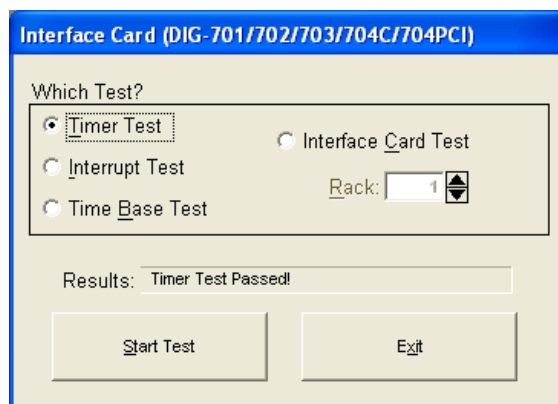 Interface Card (DIG-701/702/703/704C/704PCI)
Which Test?
Timer Test
Interface Card Test
Interrupt Test
Rack: 1
Time Base Test
Results: Timer Test Passed!
Start Test
Exit